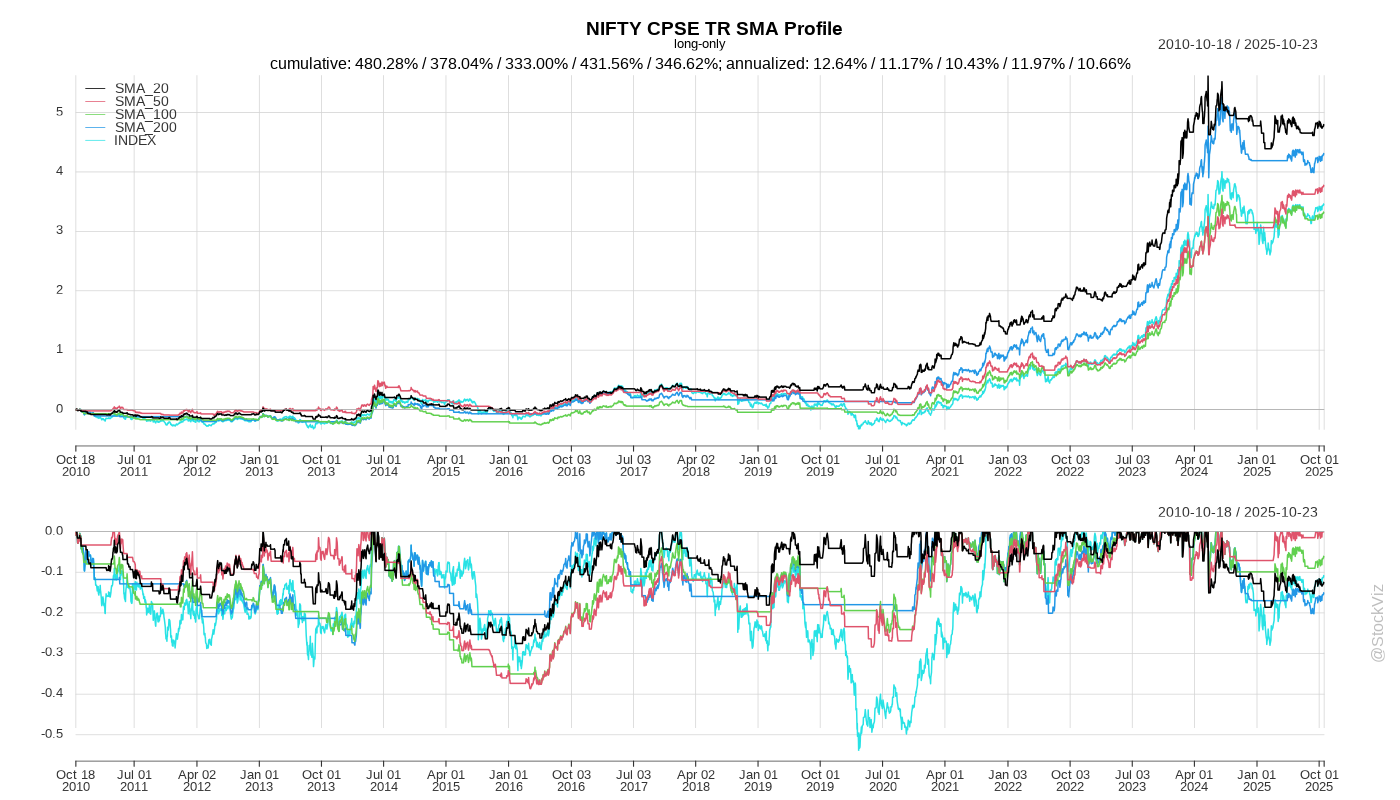 NIFTY CPSE TR SMA Profile
long-only
2010-10-18 / 2025-10-23
cumulative: 480.28% / 378.04% / 333.00% / 431.56% / 346.62%; annualized: 12.64% / 11.17% / 10.43% / 11.97% / 10.66%
SMA_20
SMA_50
SMA_100
SMA_200
INDEX
5
4
3
2
1
0
Oct 18 Jul 01 Apr 02 Jan 01 Oct 01 Jul 01 Apr 01 Jan 01 Oct 03 Jul 03 Apr 02 Jan 01 Oct 01 Jul 01 Apr 01 Jan 03 Oct 03 Jul 03 Apr 01 Jan 01 Oct 01
2010 2011 2012 2013 2013 2014 2015 2016 2016 2017 2018 2019 2019 2020 2021 2022 2022 2023 2024 2025 2025
2010-10-18 / 2025-10-23
0.0
-0.1
-0.2
-0.3
-0.4
-0.5
Oct 18 Jul 01 Apr 02 Jan 01 Oct 01 Jul 01 Apr 01 Jan 01 Oct 03 Jul 03 Apr 02 Jan 01 Oct 01 Jul 01 Apr 01 Jan 03 Oct 03 Jul 03 Apr 01 Jan 01 Oct 01
2010 2011 2012 2013 2013 2014 2015 2016 2016 2017 2018 2019 2019 2020 2021 2022 2022 2023 2024 2025 2025
@StockViz